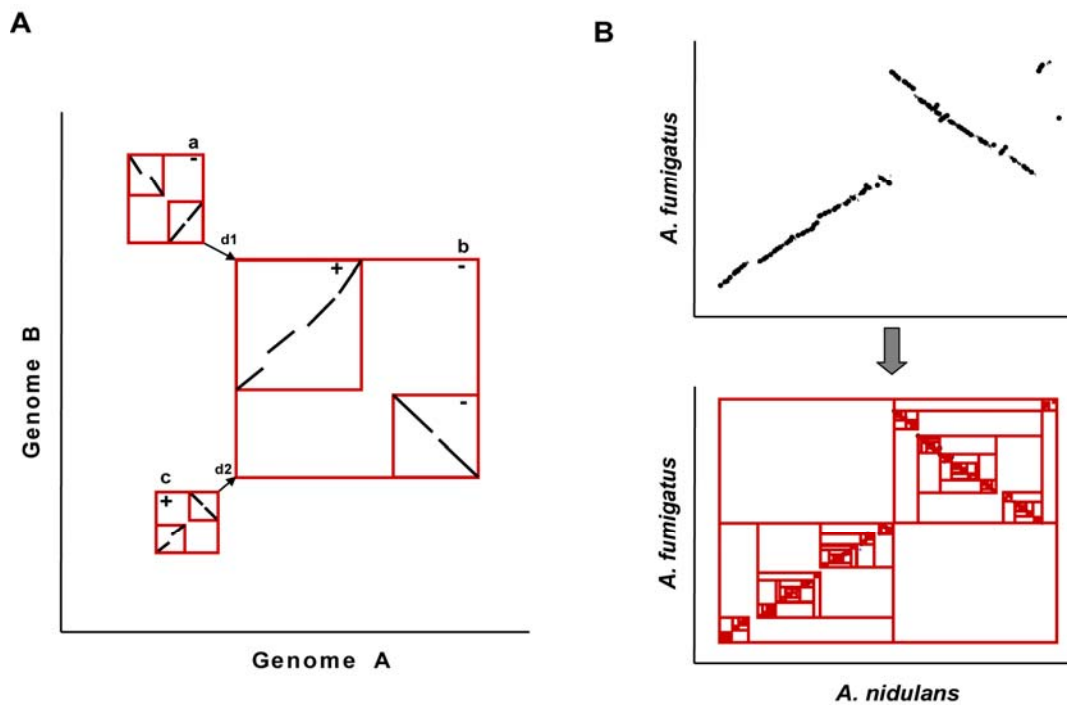 A
a
-
d1
b
+
-
-
d2
c
+
Genome B
Genome A
B
A. fumigatus
A. fumigatus
A. nidulans